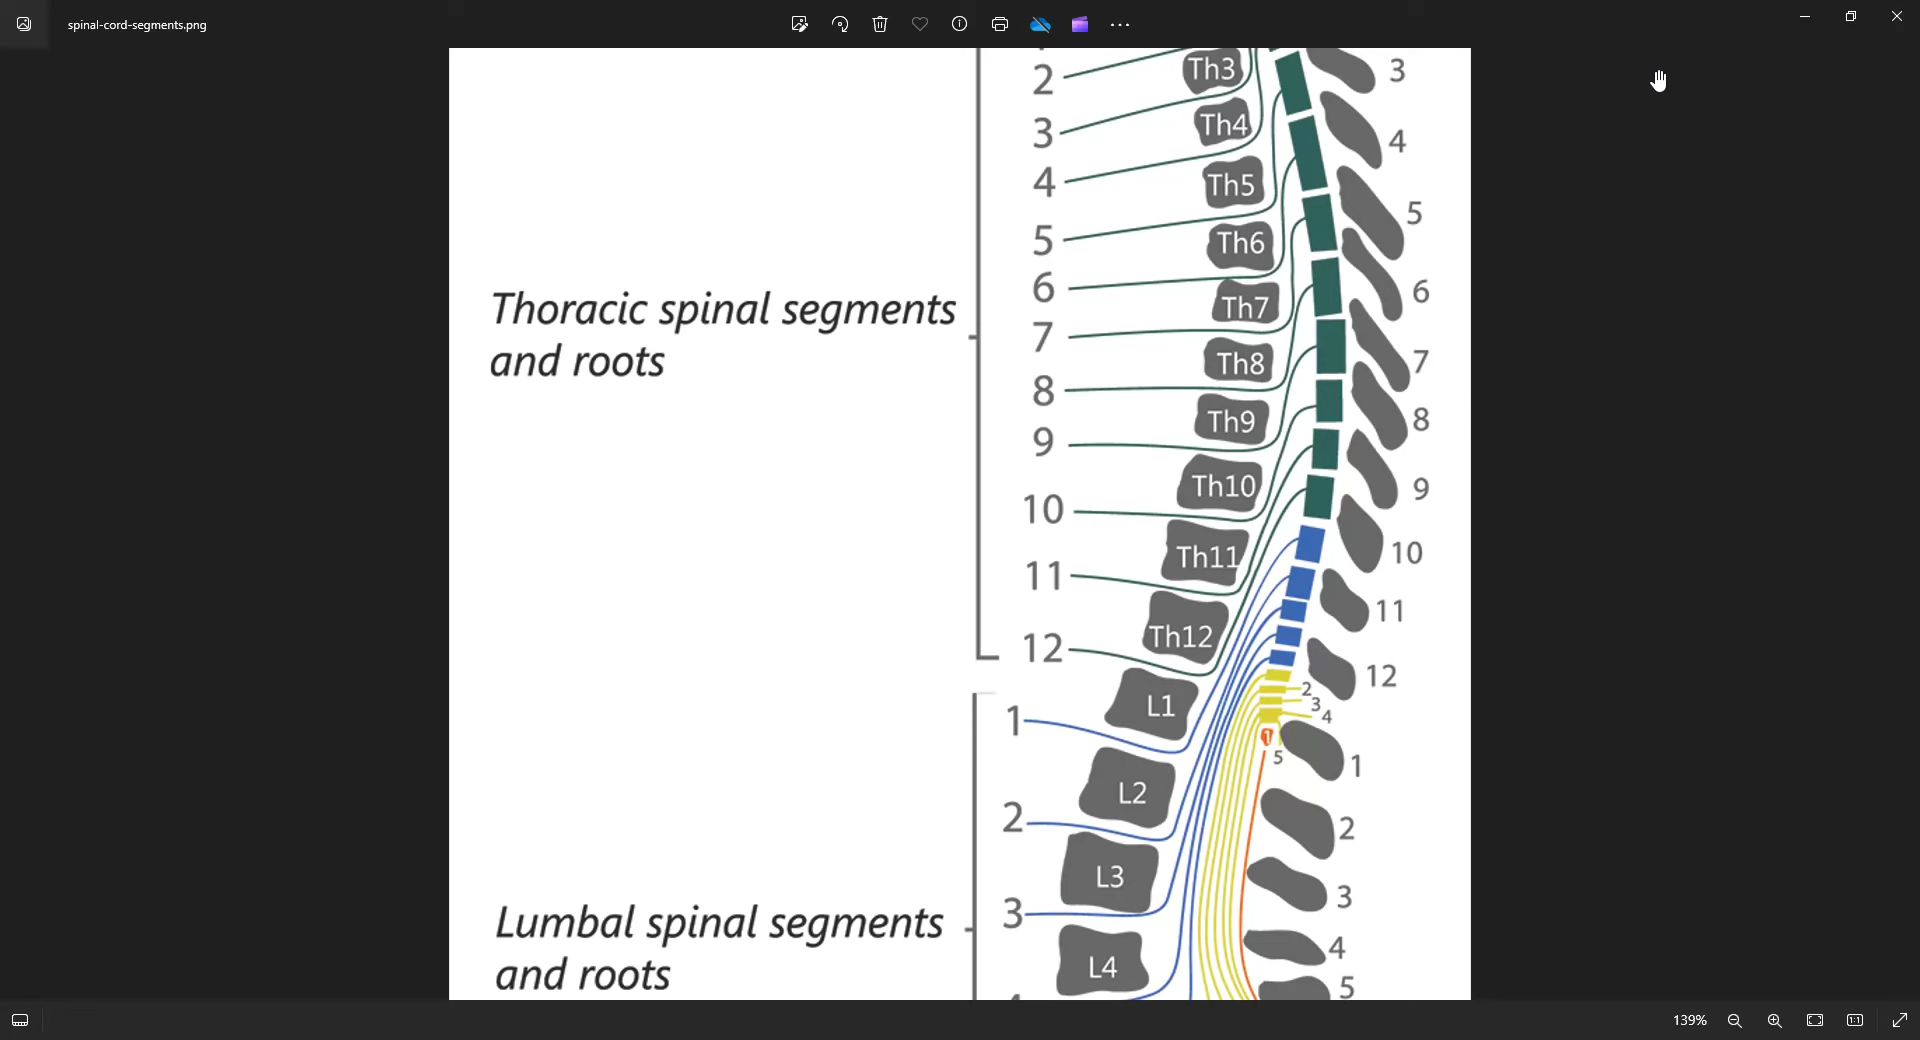 spinal-cord-segments.png
2
Th3
3
3
Th4
4
4
Th5
5
5
Th6
6
6
Thoracic spinal segments
and roots
Th7
7
7
Th8
8
8
Th9
9
9
Th10
10
10
Th11
11
11
Th12
12
12
2
3
4
L1
1
1
5
1
L2
2
2
L3
3
3
Lumbal spinal segments
and roots
L4
4
5
139%
1:1